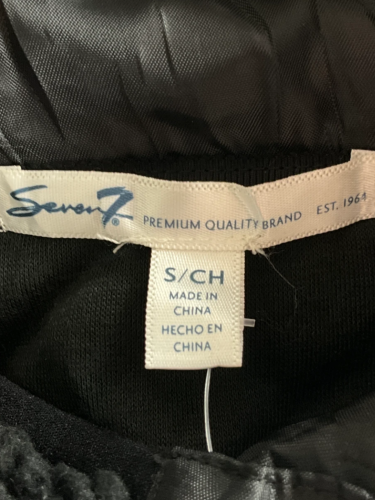 Seven7® PREMIUM QUALITY BRAND EST. 1964
S/CH
MADE IN
CHINA
HECHO EN
CHINA